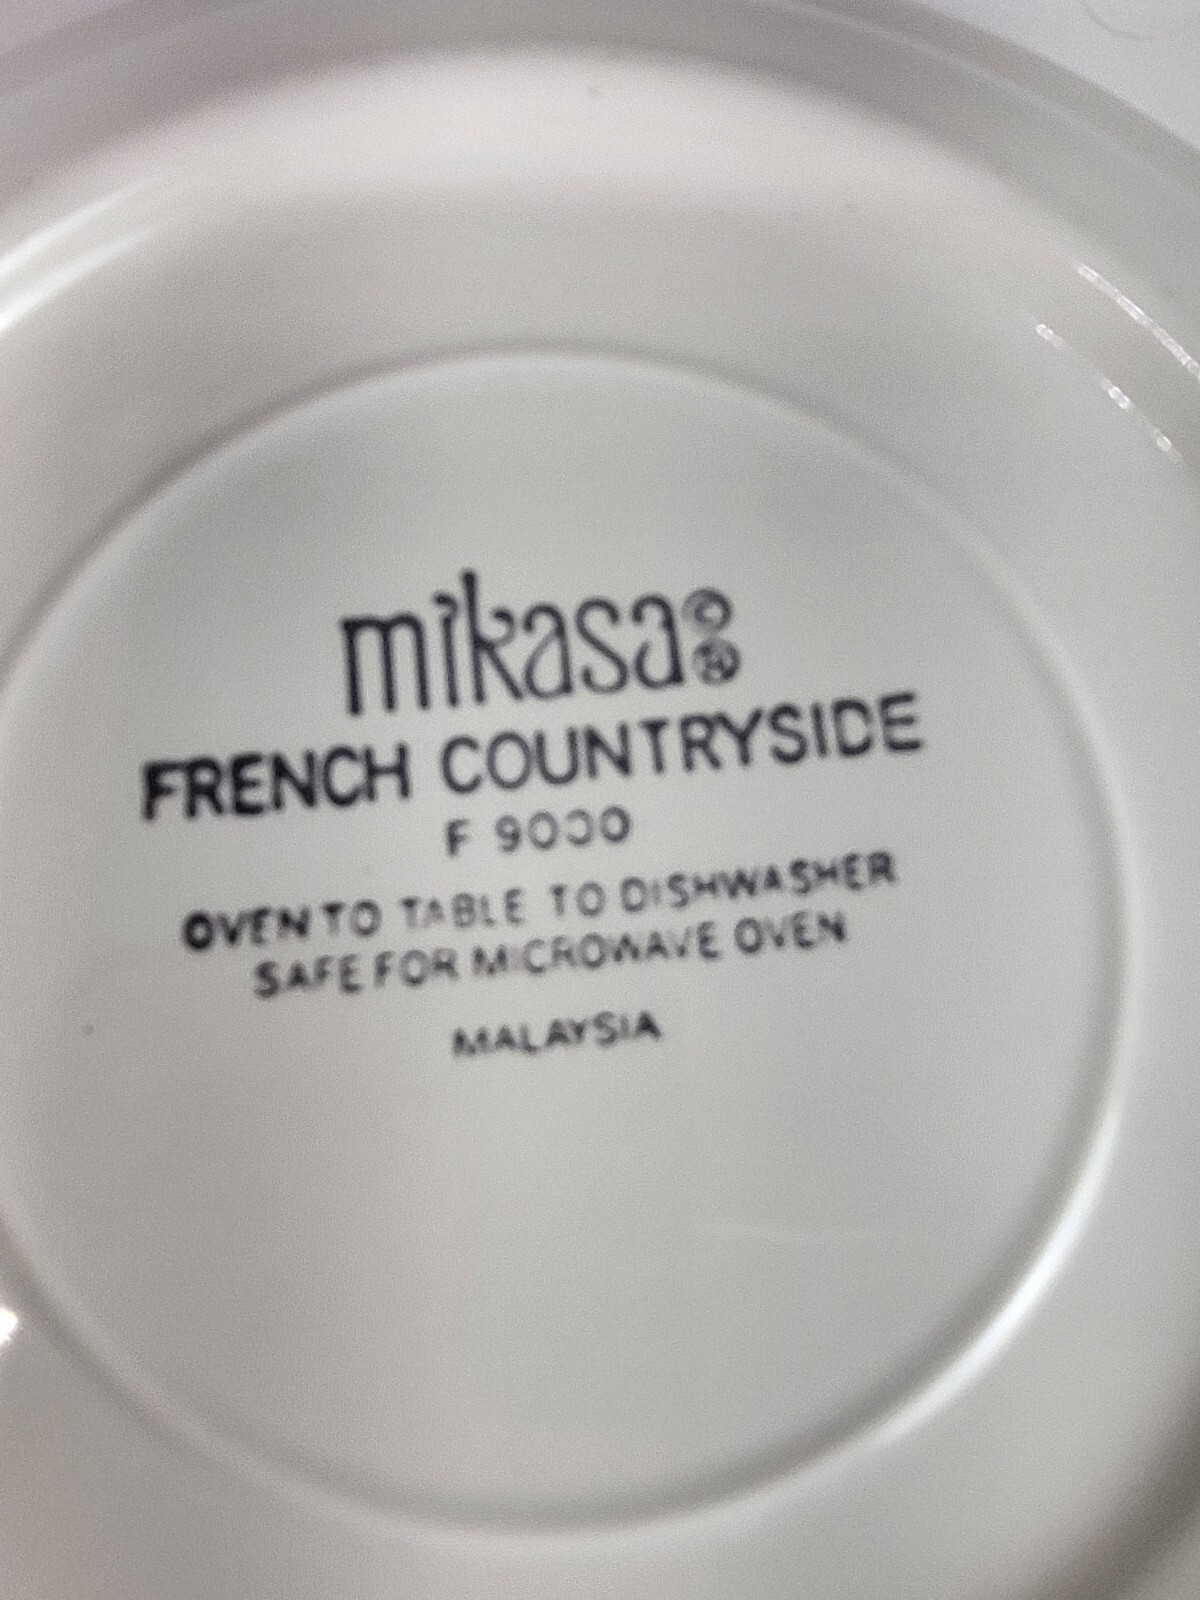 mikasa©®
FRENCH COUNTRYSIDE
F 9000
OVEN TO TABLE TO DISHWASHER
SAFE FOR MICROWAVE OVEN
MALAYSIA